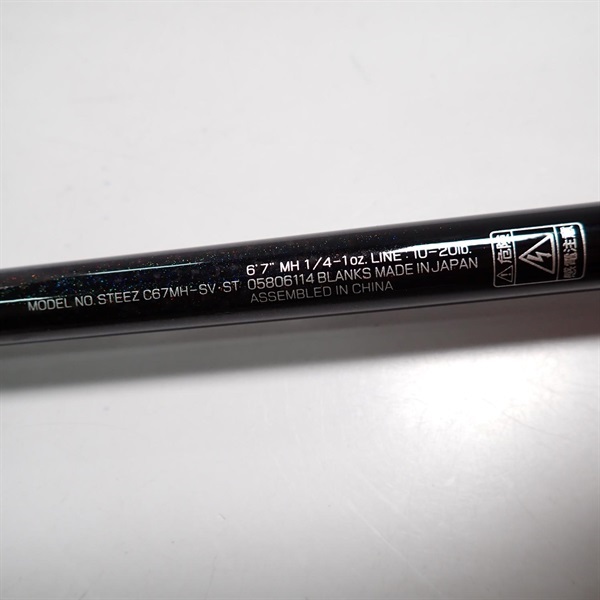 6'7" MH 1/4-1oz. LINE : 10-20lb.
MODEL NO. STEEZ C67MH-SV・ST 05806114 BLANKS MADE IN JAPAN
ASSEMBLED IN CHINA
⚠危険
感電注意